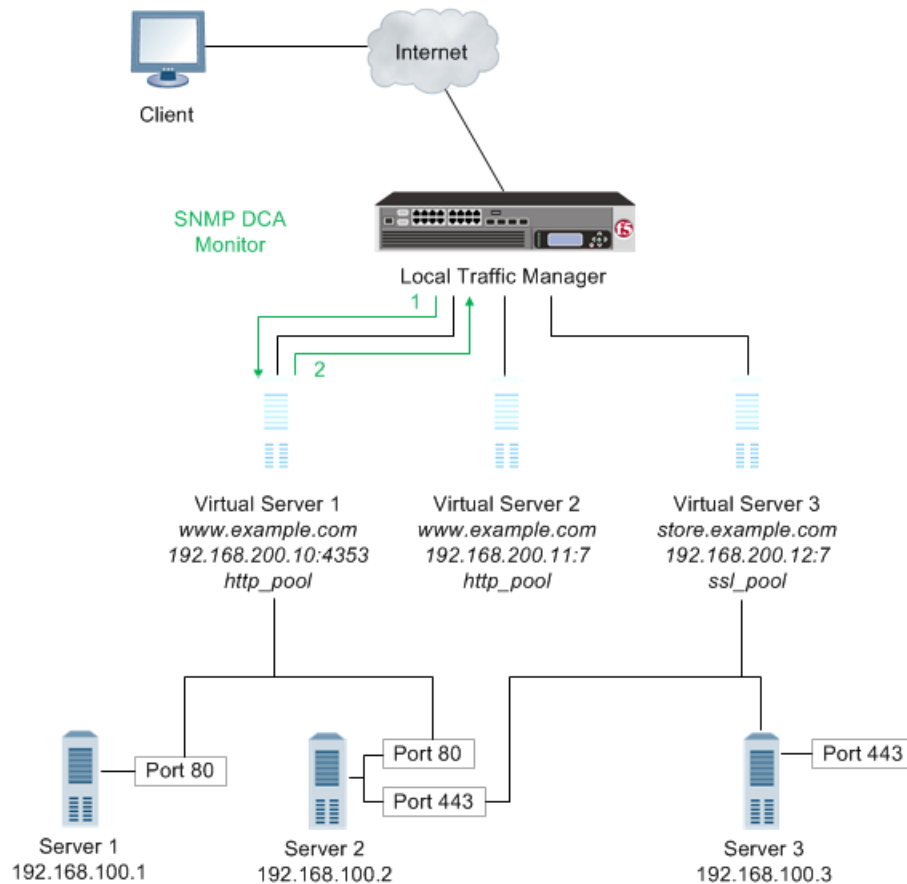 Internet
Client
SNMP DCA
Monitor
f5
Local Traffic Manager
1
2
Virtual Server 1
www.example.com
192.168.200.10:4353
http_pool
Virtual Server 2
www.example.com
192.168.200.11:7
http_pool
Virtual Server 3
store.example.com
192.168.200.12:7
ssl_pool
Port 80
Port 80
Port 443
Port 443
Server 1
192.168.100.1
Server 2
192.168.100.2
Server 3
192.168.100.3